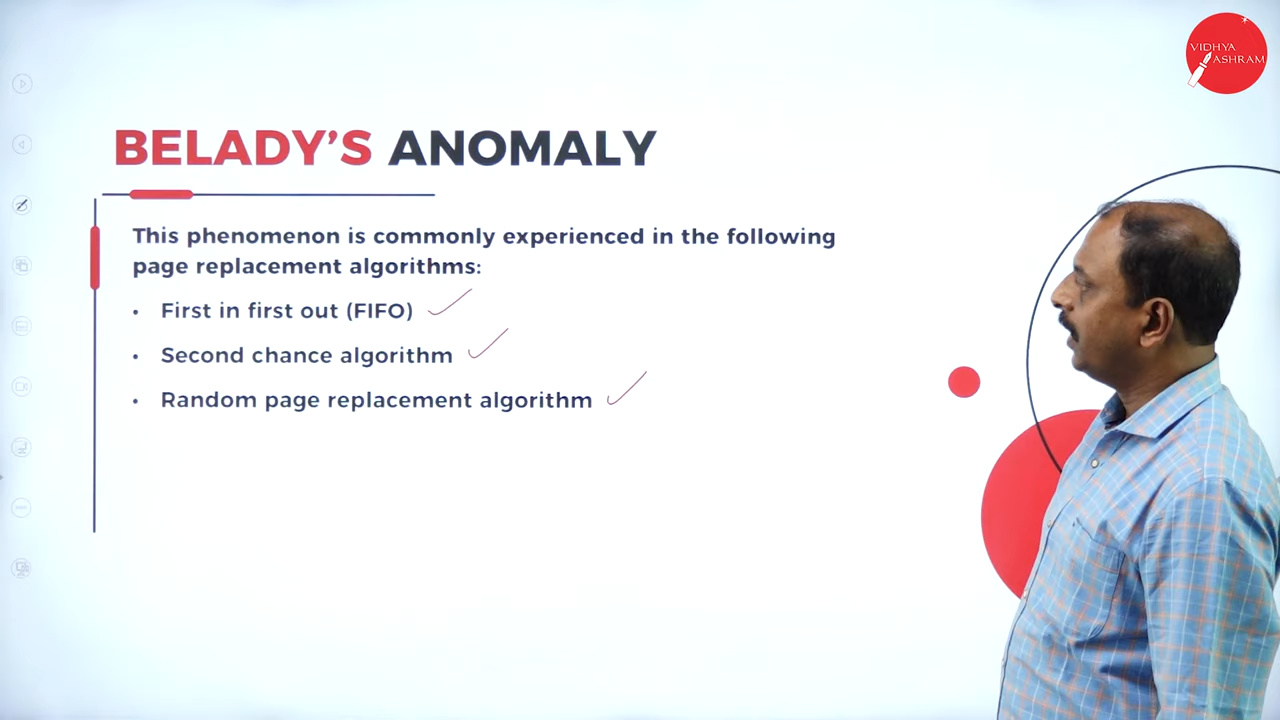 VIDHYA
ASHRAM
BELADY’S ANOMALY
This phenomenon is commonly experienced in the following
page replacement algorithms:
• First in first out (FIFO)
• Second chance algorithm
• Random page replacement algorithm